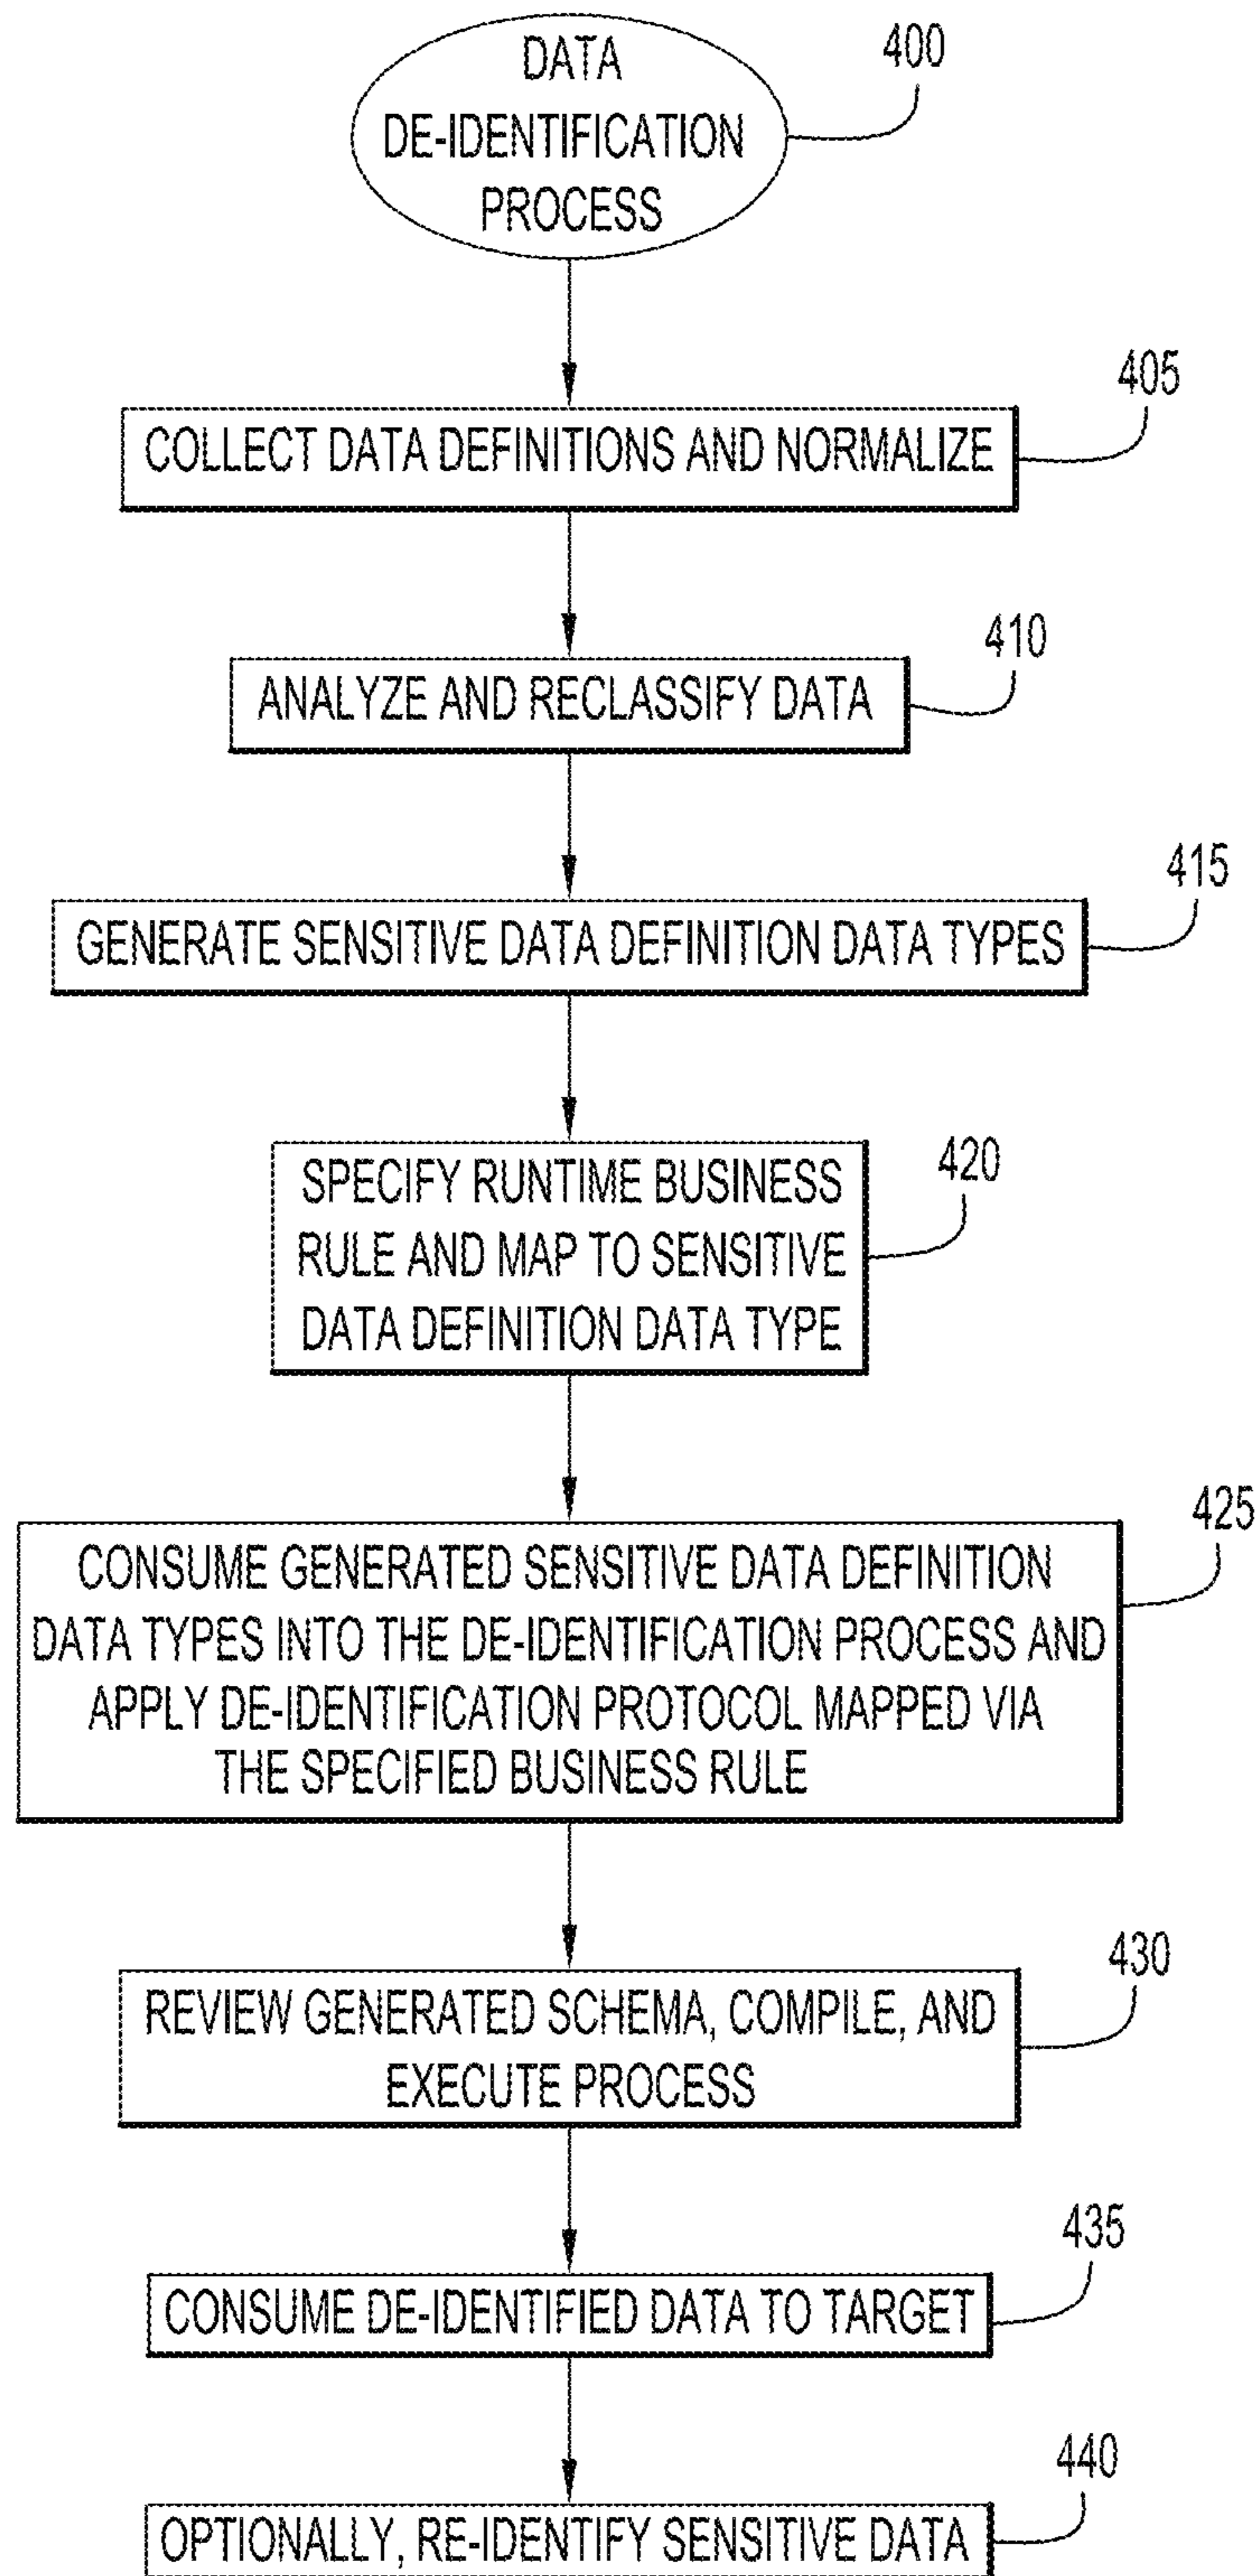 DATA
DE-IDENTIFICATION
PROCESS
400
COLLECT DATA DEFINITIONS AND NORMALIZE
405
ANALYZE AND RECLASSIFY DATA
410
GENERATE SENSITIVE DATA DEFINITION DATA TYPES
415
SPECIFY RUNTIME BUSINESS
RULE AND MAP TO SENSITIVE
DATA DEFINITION DATA TYPE
420
CONSUME GENERATED SENSITIVE DATA DEFINITION
DATA TYPES INTO THE DE-IDENTIFICATION PROCESS AND
APPLY DE-IDENTIFICATION PROTOCOL MAPPED VIA
THE SPECIFIED BUSINESS RULE
425
REVIEW GENERATED SCHEMA, COMPILE, AND
EXECUTE PROCESS
430
CONSUME DE-IDENTIFIED DATA TO TARGET
435
OPTIONALLY, RE-IDENTIFY SENSITIVE DATA
440